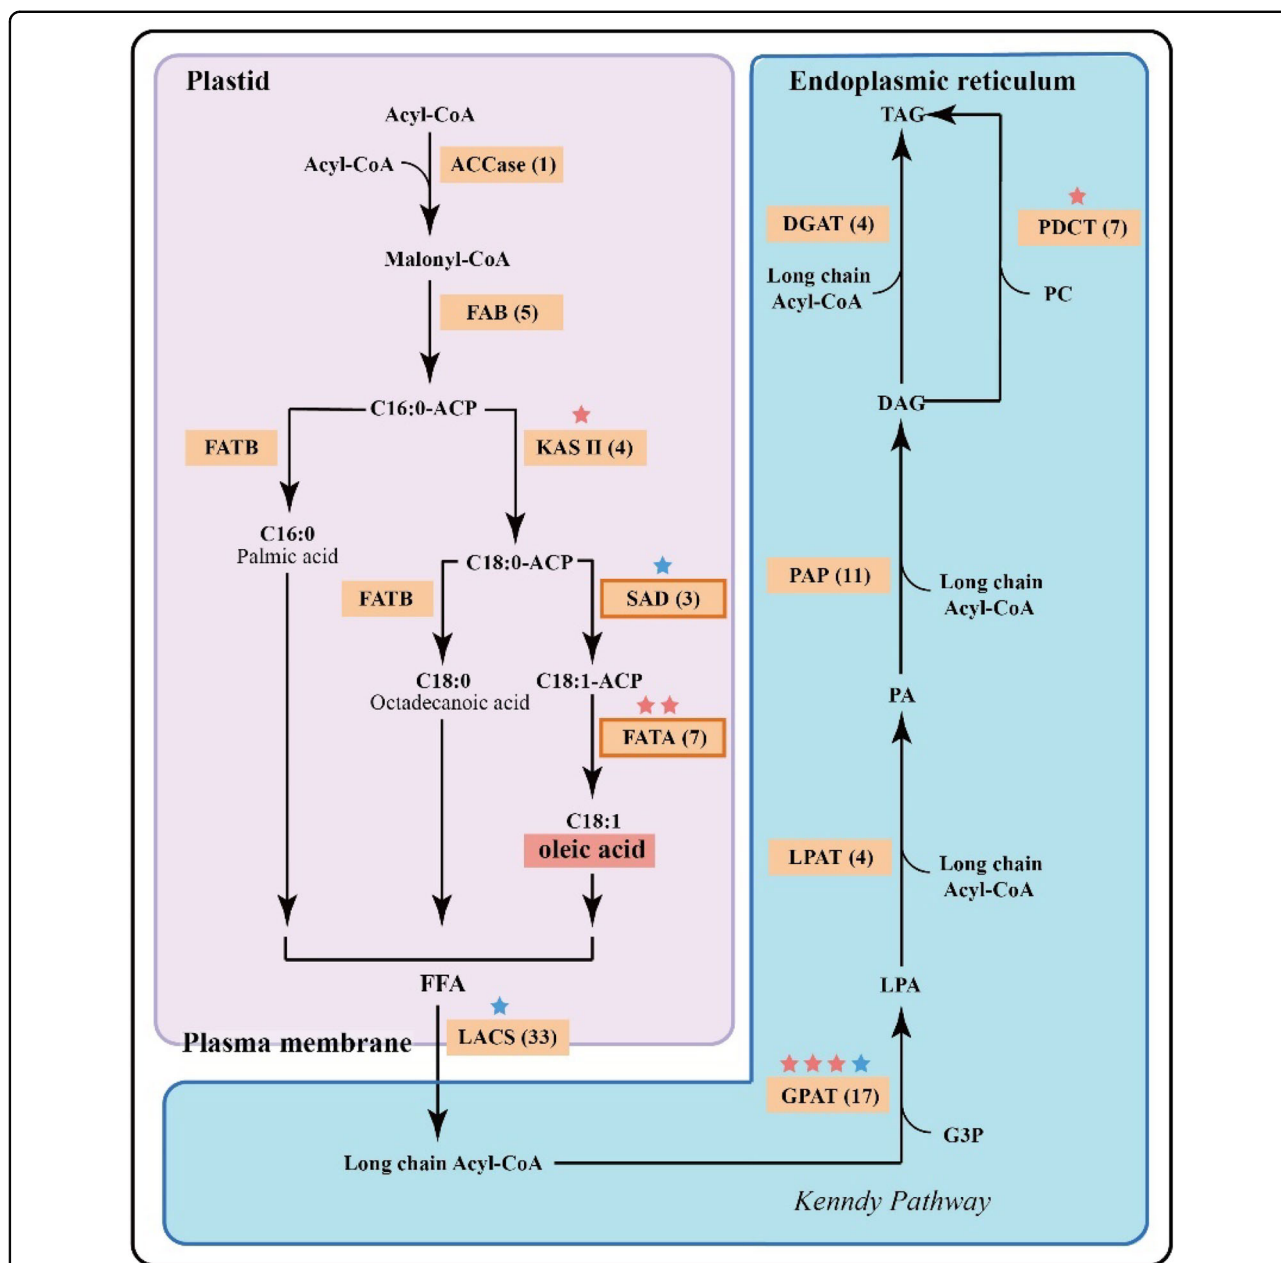 Plastid
Acyl-CoA
Acyl-CoA
ACCase (1)
Malonyl-CoA
FAB (5)
C16:0-ACP
FATB
KAS II (4)
C16:0
Palmic acid
C18:0-ACP
FATB
SAD (3)
C18:0
Octadecanoic acid
C18:1-ACP
FATA (7)
C18:1
oleic acid
FFA
LACS (33)
Plasma membrane
Long chain Acyl-CoA
Endoplasmic reticulum
TAG
DGAT (4)
PDCT (7)
Long chain
Acyl-CoA
PC
DAG
PAP (11)
Long chain
Acyl-CoA
PA
LPAT (4)
Long chain
Acyl-CoA
LPA
GPAT (17)
G3P
Kenndy Pathway